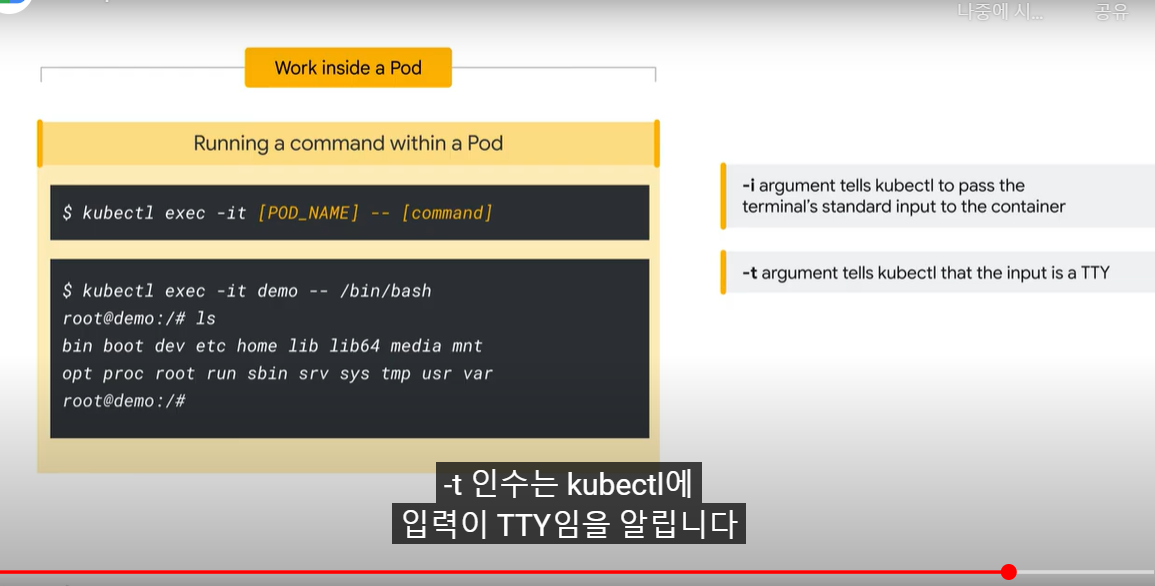 나중에 시...
공유
Work inside a Pod
Running a command within a Pod
$ kubectl exec -it [POD_NAME] -- [command]
$ kubectl exec -it demo -- /bin/bash
root@demo:/# ls
bin boot dev etc home lib lib64 media mnt
opt proc root run sbin srv sys tmp usr var
root@demo:/#
-i argument tells kubectl to pass the
terminal’s standard input to the container
-t argument tells kubectl that the input is a TTY
-t 인수는 kubectl에
입력이 TTY임을 알립니다